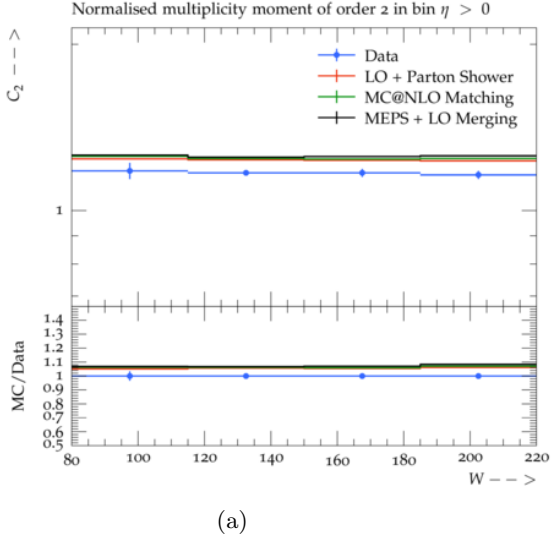 Normalised multiplicity moment of order 2 in bin η > 0
C₂ −− >
Data
LO + Parton Shower
MC@NLO Matching
MEPS + LO Merging
1
MC/Data
1.4
1.3
1.2
1.1
1.0
0.9
0.8
0.7
0.6
0.5
80 100 120 140 160 180 200 220
W −− >
(a)